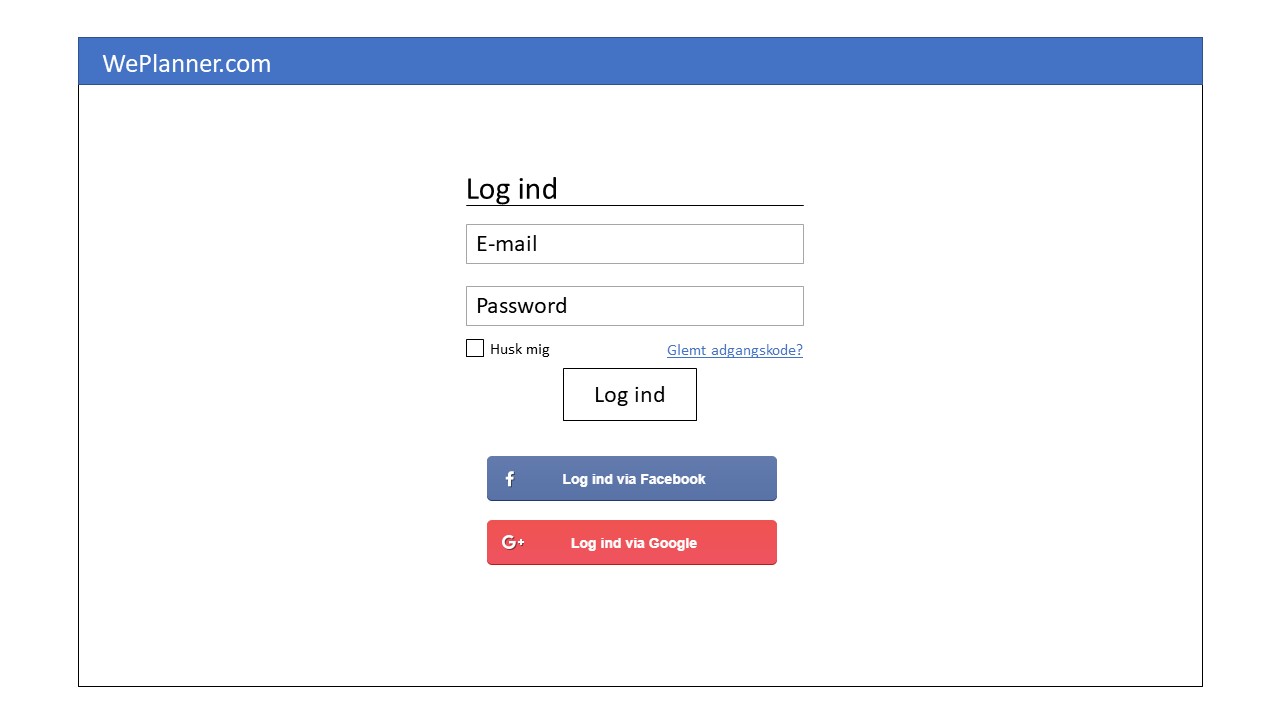 WePlanner.com
Log ind
E-mail
Password
Husk mig
Glemt adgangskode?
Log ind
Log ind via Facebook
G+ Log ind via Google